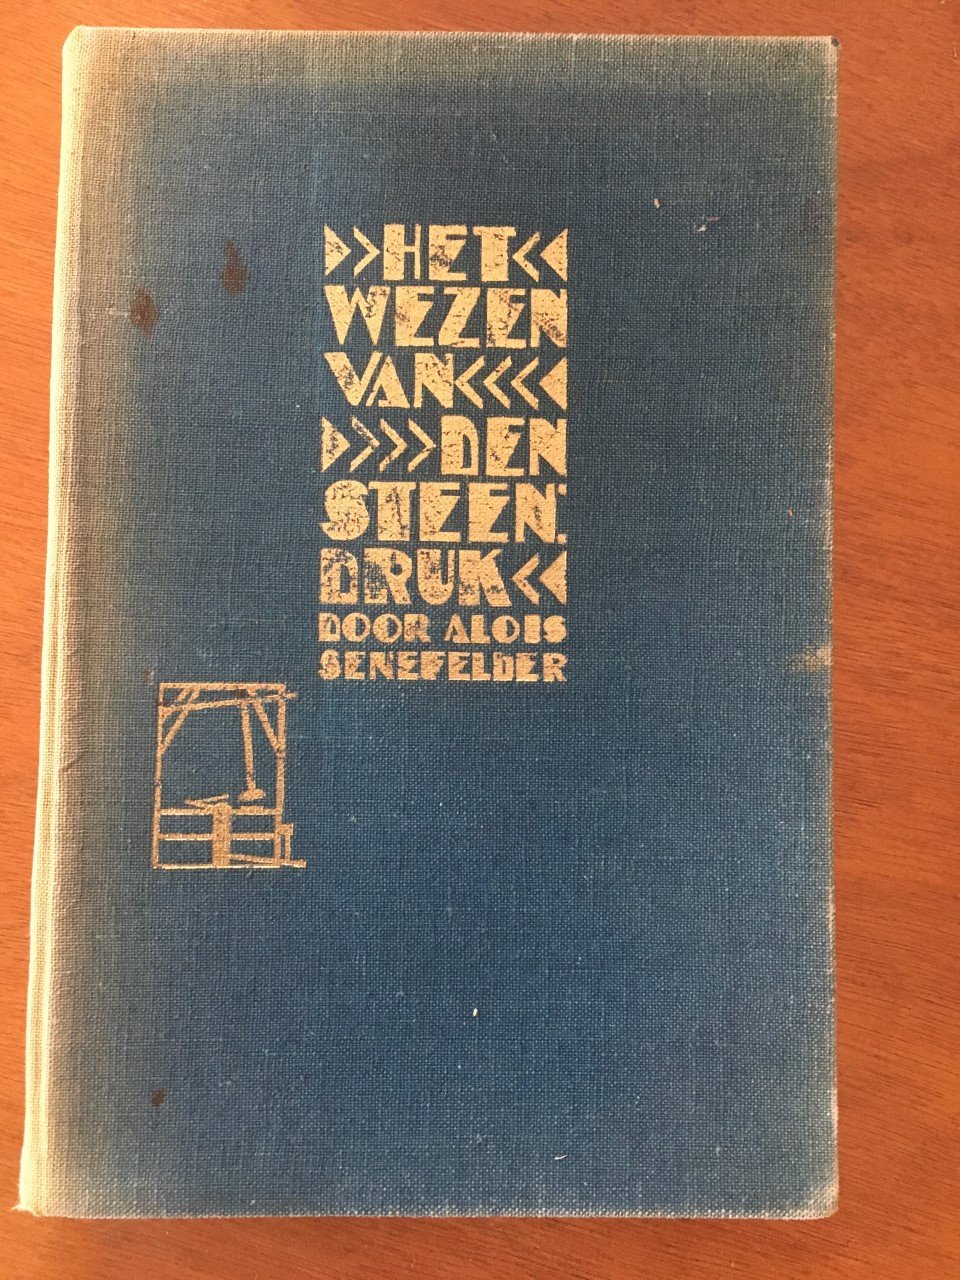 HET
WEZEN
VAN
DEN
STEEN:
DRUK
DOOR ALOIS
SENEFELDER